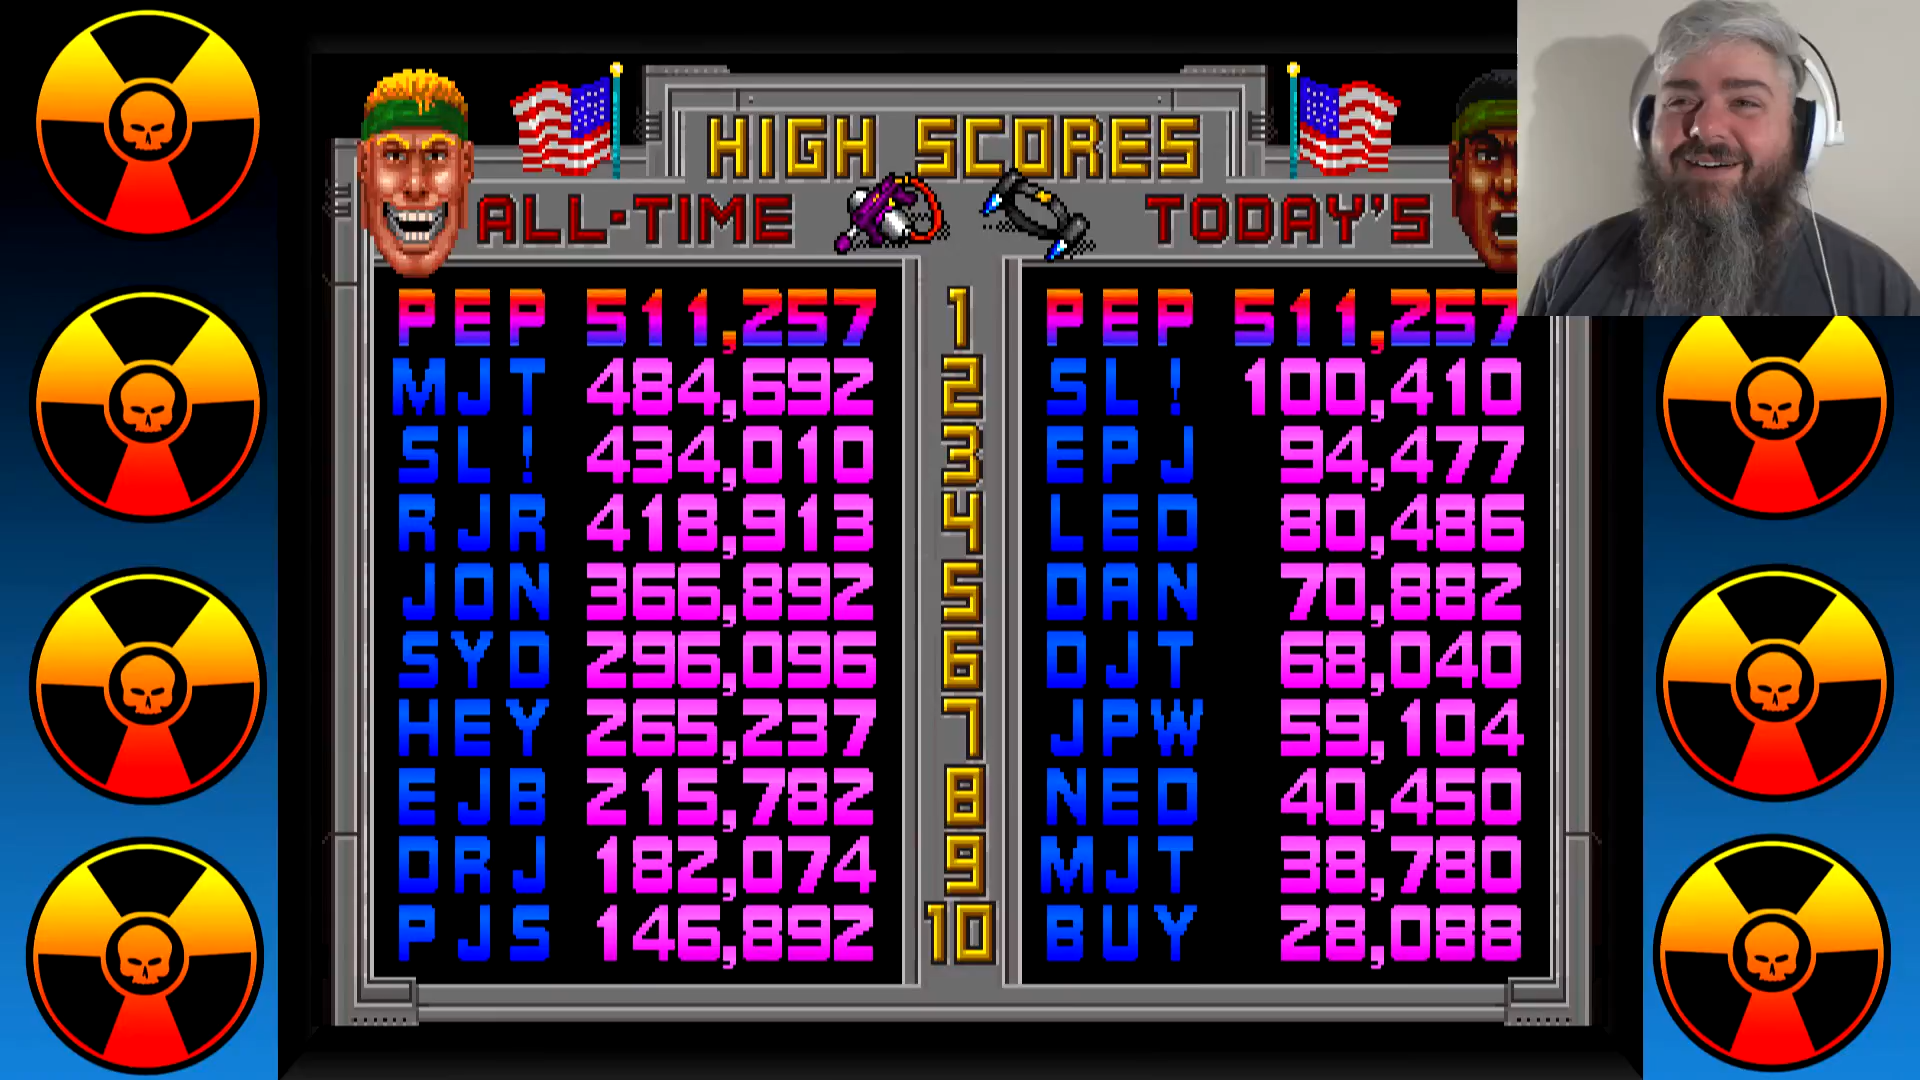 HIGH SCORES
ALL-TIME TODAY'S
PEP 511,257 1 PEP 511,257
MJT 484,692 2 SL! 100,410
SL! 434,010 3 EPJ 94,477
RJR 418,913 4 LEO 80,486
JON 366,892 5 DAN 70,882
SYD 296,096 6 DJT 68,040
HEY 265,237 7 JPW 59,104
EJB 215,782 8 NEO 40,450
DRJ 182,074 9 MJT 38,780
PJS 146,892 10 BUY 28,088